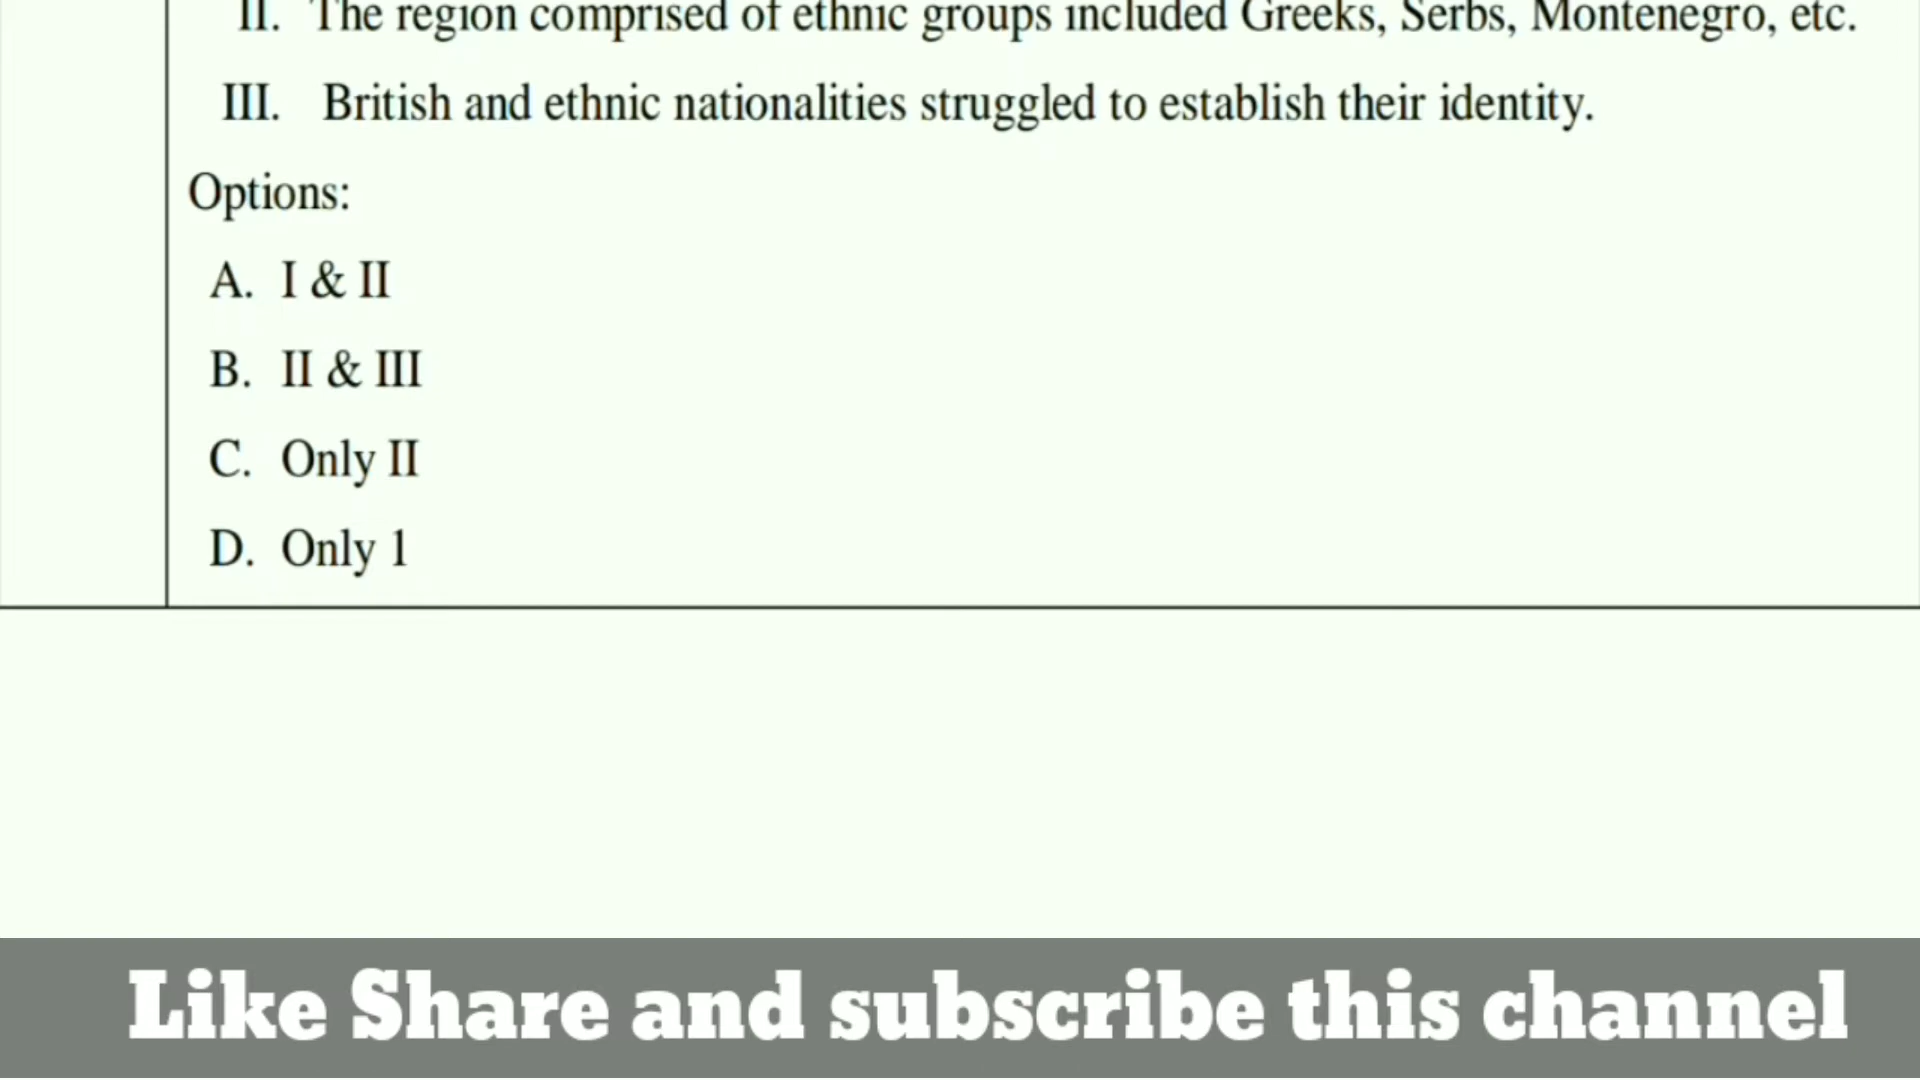 II. The region comprised of ethnic groups included Greeks, Serbs, Montenegro, etc.
III. British and ethnic nationalities struggled to establish their identity.
Options:
A. I & II
B. II & III
C. Only II
D. Only 1
Like Share and subscribe this channel